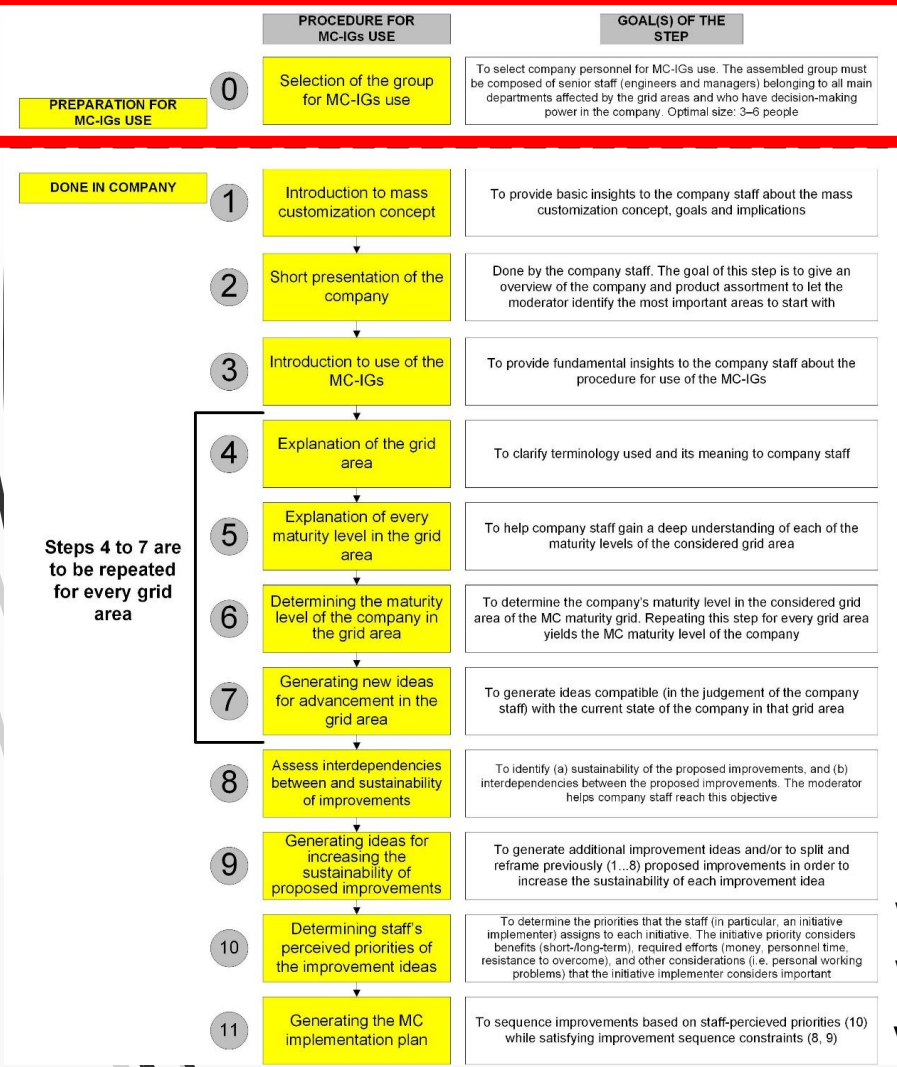 PROCEDURE FOR
MC-IGs USE
GOAL(S) OF THE
STEP
PREPARATION FOR
MC-IGs USE
0
Selection of the group
for MC-IGs use
To select company personnel for MC-IGs use. The assembled group must
be composed of senior staff (engineers and managers) belonging to all main
departments affected by the grid areas and who have decision-making
power in the company. Optimal size: 3–6 people
DONE IN COMPANY
1
Introduction to mass
customization concept
To provide basic insights to the company staff about the mass
customization concept, goals and implications
2
Short presentation of the
company
Done by the company staff. The goal of this step is to give an
overview of the company and product assortment to let the
moderator identify the most important areas to start with
3
Introduction to use of the
MC-IGs
To provide fundamental insights to the company staff about the
procedure for use of the MC-IGs
Steps 4 to 7 are
to be repeated
for every grid
area
4
Explanation of the grid
area
To clarify terminology used and its meaning to company staff
5
Explanation of every
maturity level in the grid
area
To help company staff gain a deep understanding of each of the
maturity levels of the considered grid area
6
Determining the maturity
level of the company in
the grid area
To determine the company's maturity level in the considered grid
area of the MC maturity grid. Repeating this step for every grid area
yields the MC maturity level of the company
7
Generating new ideas
for advancement in the
grid area
To generate ideas compatible (in the judgement of the company
staff) with the current state of the company in that grid area
8
Assess interdependencies
between and sustainability
of improvements
To identify (a) sustainability of the proposed improvements, and (b)
interdependencies between the proposed improvements. The moderator
helps company staff reach this objective
9
Generating ideas for
increasing the
sustainability of
proposed improvements
To generate additional improvement ideas and/or to split and
reframe previously (1...8) proposed improvements in order to
increase the sustainability of each improvement idea
10
Determining staff's
perceived priorities of
the improvement ideas
To determine the priorities that the staff (in particular, an initiative
implementer) assigns to each initiative. The initiative priority considers
benefits (short-/long-term), required efforts (money, personnel time,
resistance to overcome), and other considerations (i.e. personal working
problems) that the initiative implementer considers important
11
Generating the MC
implementation plan
To sequence improvements based on staff-percieved priorities (10)
while satisfying improvement sequence constraints (8, 9)